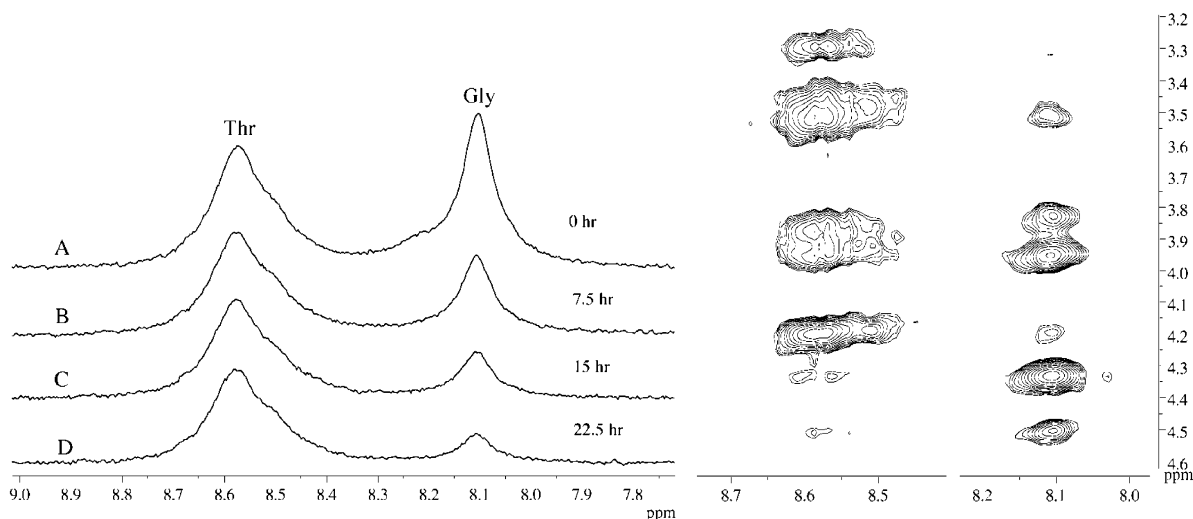 Thr
Gly
A
0 hr
B
7.5 hr
C
15 hr
D
22.5 hr
9.0 8.9 8.8 8.7 8.6 8.5 8.4 8.3 8.2 8.1 8.0 7.9 7.8
ppm
3.2
3.3
3.4
3.5
3.6
3.7
3.8
3.9
4.0
4.1
4.2
4.3
4.4
4.5
4.6
ppm
8.7 8.6 8.5 8.2 8.1 8.0